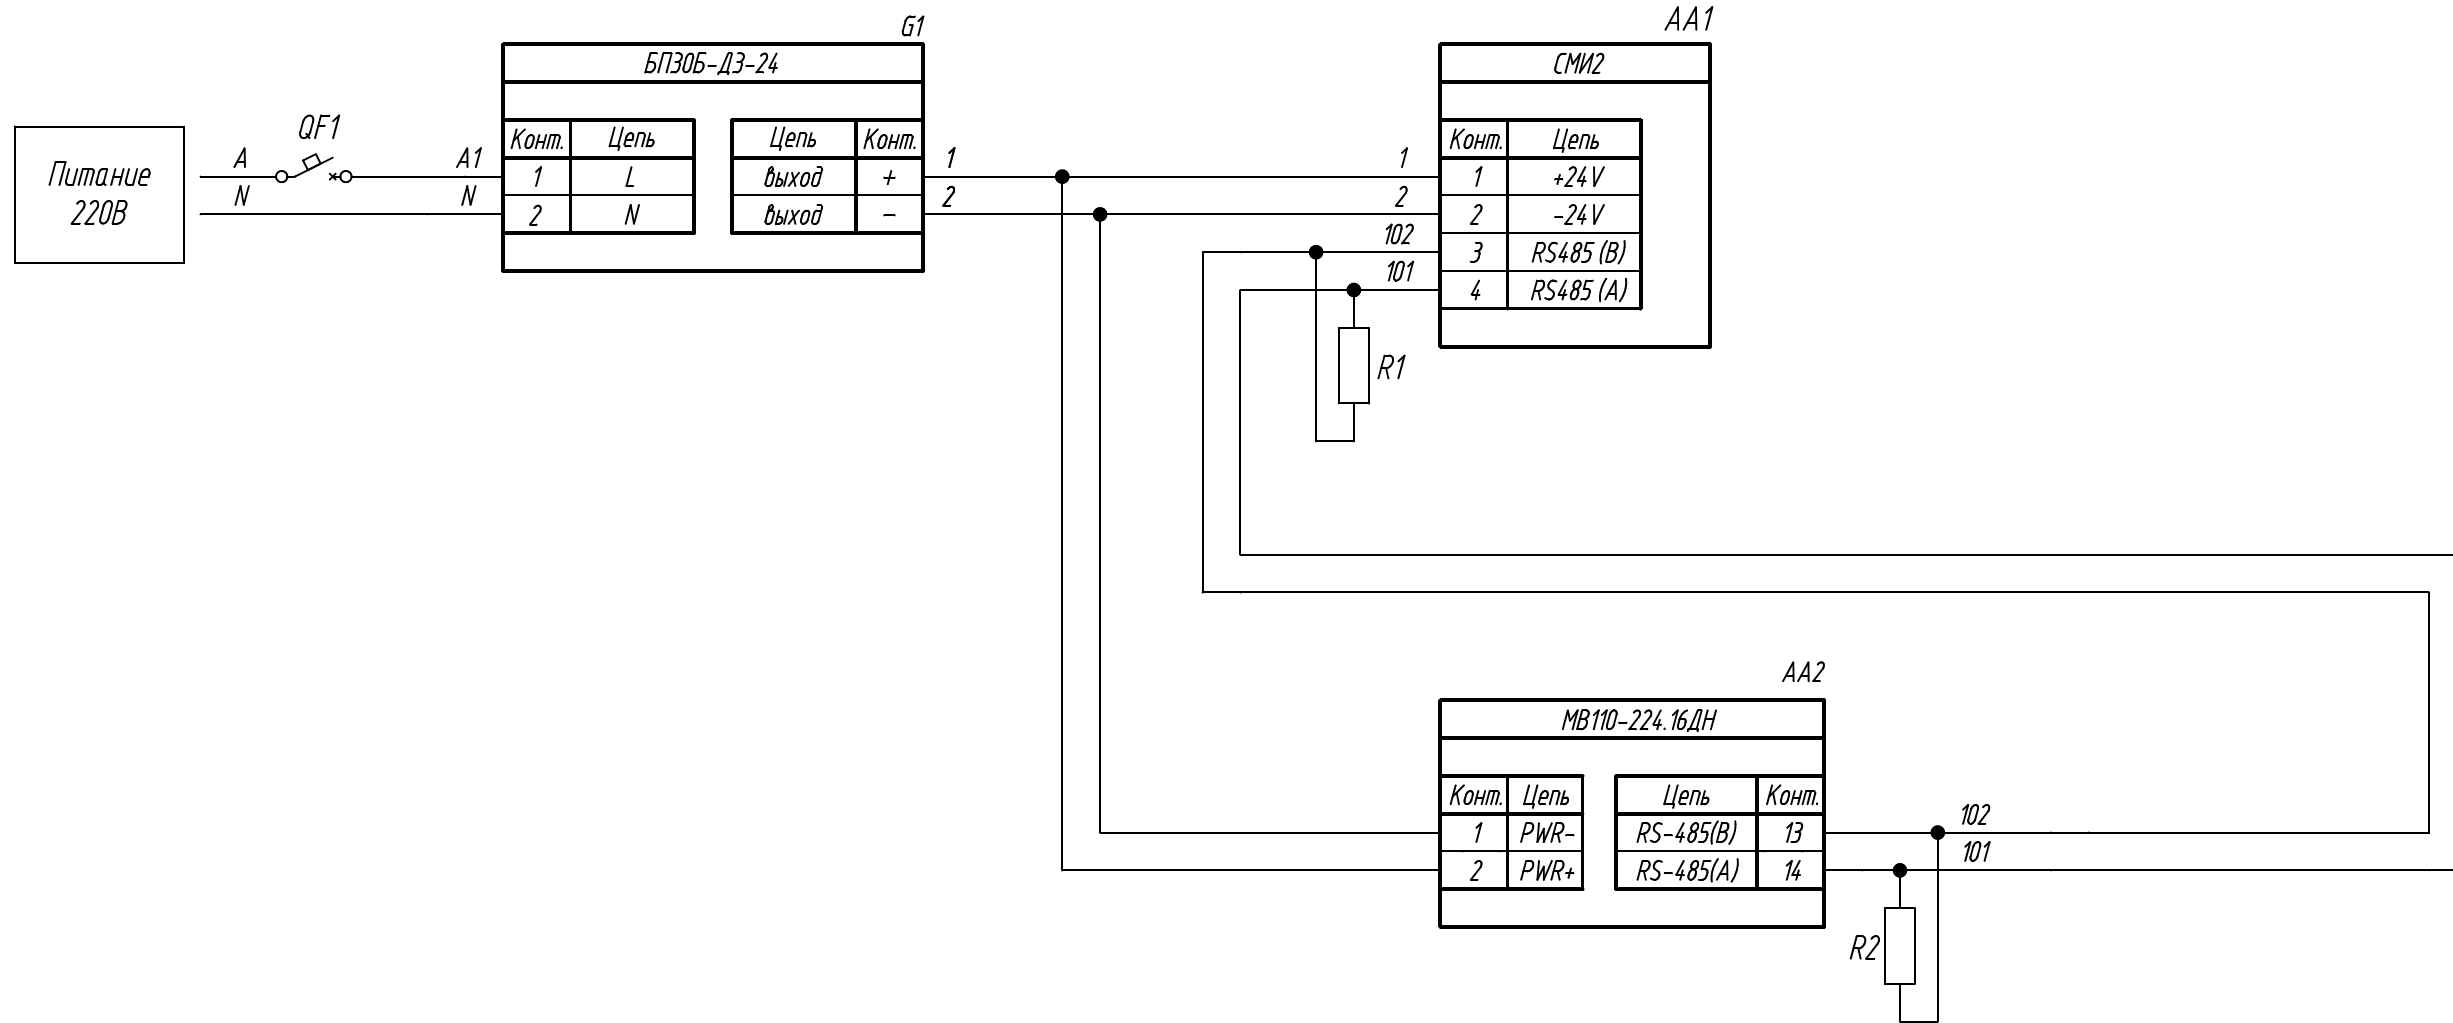 G1
БП30Б-Д3-24
Конт. Цепь Цепь Конт.
1 L выход +
2 N выход -
Питание
220В
QF1
A A1
N N
1 1
2 2
102
101
AA1
СМИ2
Конт. Цепь
1 +24V
2 -24V
3 RS485 (B)
4 RS485 (A)
R1
AA2
МВ110-224.16ДН
Конт. Цепь Цепь Конт.
1 PWR- RS-485(B) 13
2 PWR+ RS-485(A) 14
102
101
R2